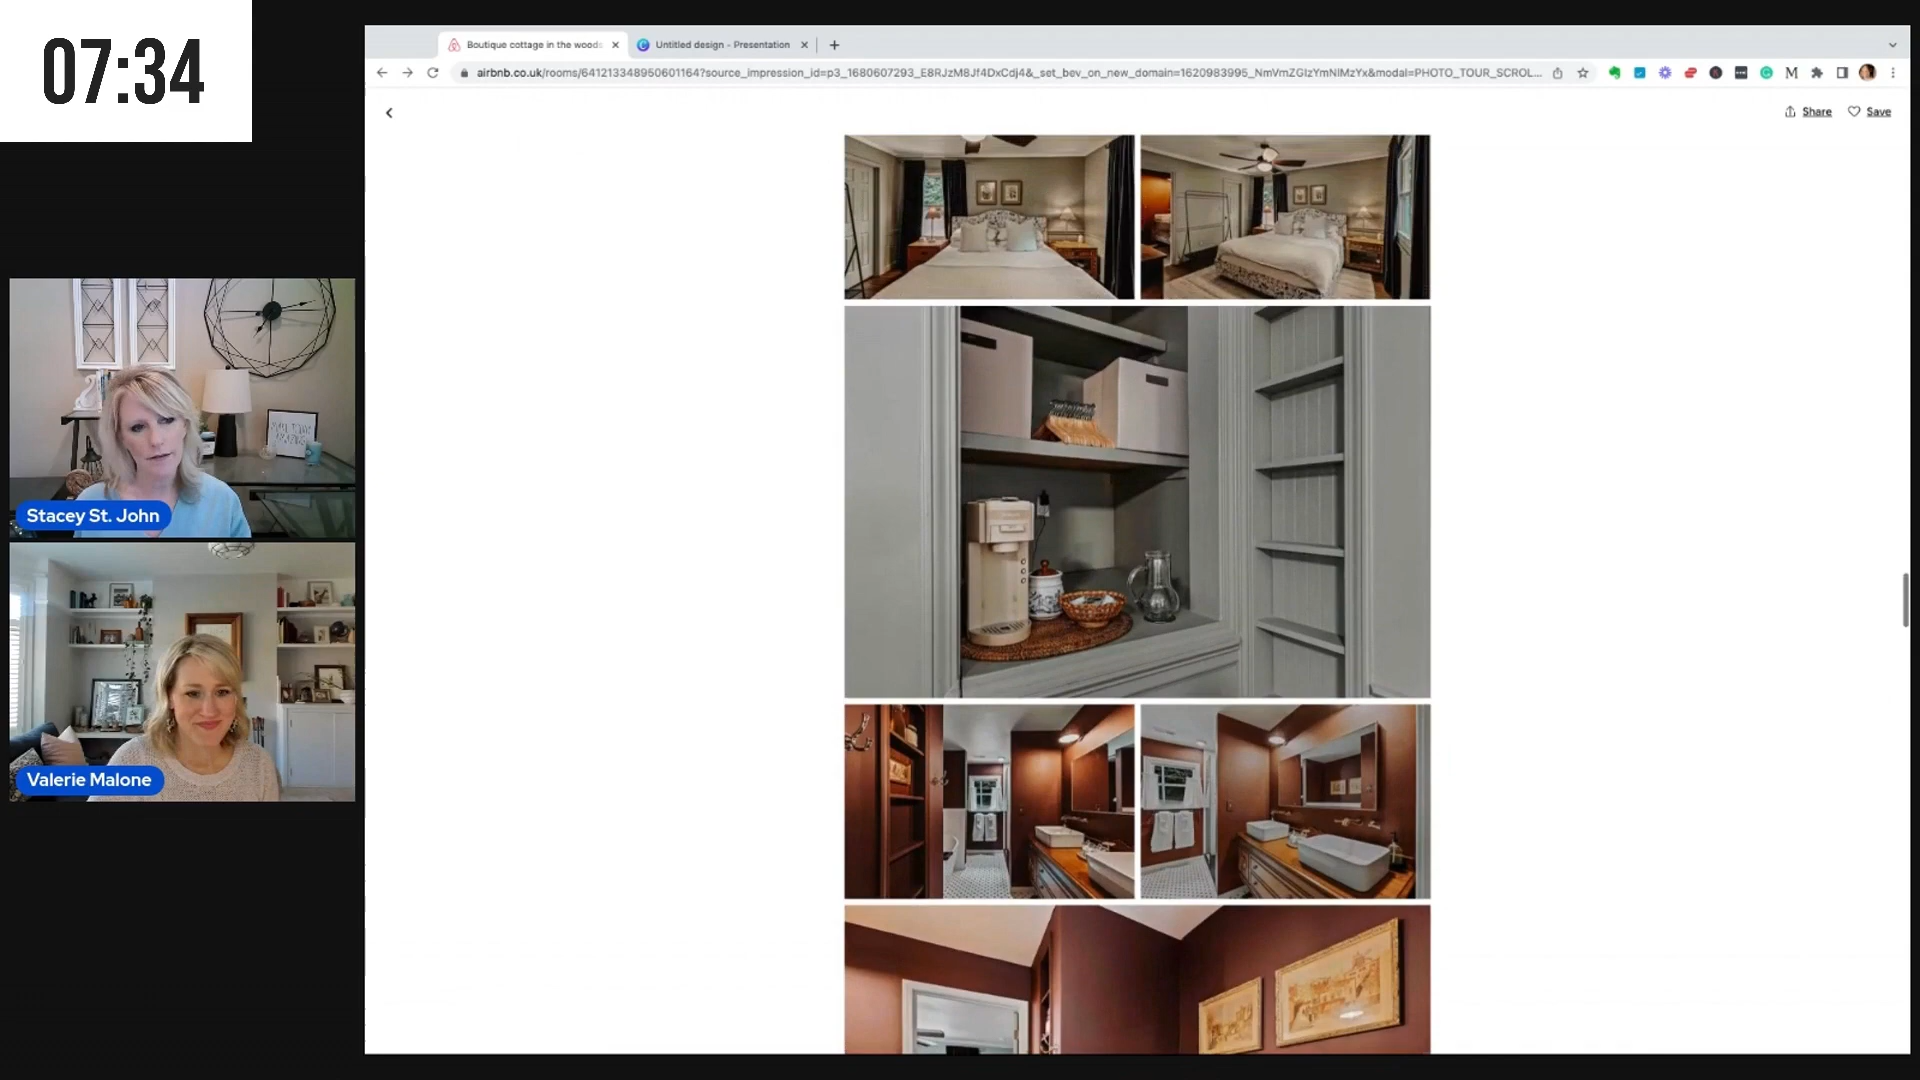 07:34
Boutique cottage in the woods
Untitled design - Presentation
airbnb.co.uk/rooms/641213348950601164?source_impression_id=p3_1680607293_E8RJzM8Jf4DxCdj4&_set_bev_on_new_domain=1620983995_NmVmZGIzYmNlMzYx&modal=PHOTO_TOUR_SCROL...
Share
Save
Stacey St. John
Valerie Malone